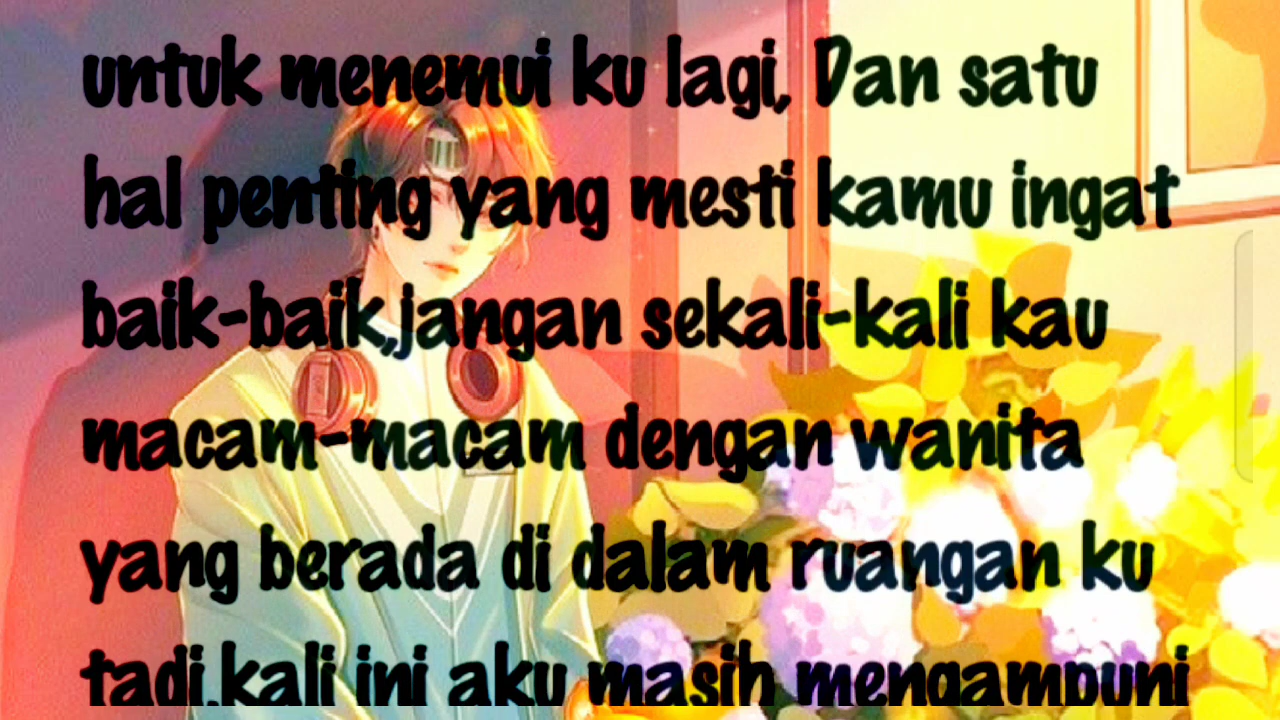 untuk menemui ku lagi, Dan satu
hal penting yang mesti kamu ingat
baik-baik,jangan sekali-kali kau
macam-macam dengan wanita
yang berada di dalam ruangan ku
tadi,kali ini aku masih mengampuni